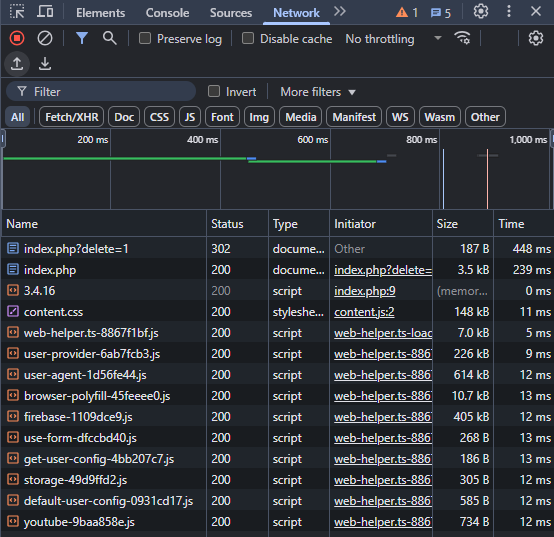 Elements Console Sources Network 1 5
Preserve log Disable cache No throttling
Filter Invert More filters
All Fetch/XHR Doc CSS JS Font Img Media Manifest WS Wasm Other
200 ms 400 ms 600 ms 800 ms 1,000 ms
Name Status Type Initiator Size Time
index.php?delete=1 302 docume... Other 187 B 448 ms
index.php 200 docume... index.php?delete= 3.5 kB 239 ms
3.4.16 200 script index.php:9 (memor... 0 ms
content.css 200 styleshe... content.js:2 148 kB 11 ms
web-helper.ts-8867f1bf.js 200 script web-helper.ts-loac 7.0 kB 5 ms
user-provider-6ab7fcb3.js 200 script web-helper.ts-886 226 kB 9 ms
user-agent-1d56fe44.js 200 script web-helper.ts-886 614 kB 12 ms
browser-polyfill-45feeee0.js 200 script web-helper.ts-886 10.7 kB 13 ms
firebase-1109dce9.js 200 script web-helper.ts-886 405 kB 12 ms
use-form-dfccbd40.js 200 script web-helper.ts-886 268 B 13 ms
get-user-config-4bb207c7.js 200 script web-helper.ts-886 186 B 13 ms
storage-49d9ffd2.js 200 script web-helper.ts-886 305 B 12 ms
default-user-config-0931cd17.js 200 script web-helper.ts-886 585 B 12 ms
youtube-9baa858e.js 200 script web-helper.ts-886 734 B 12 ms